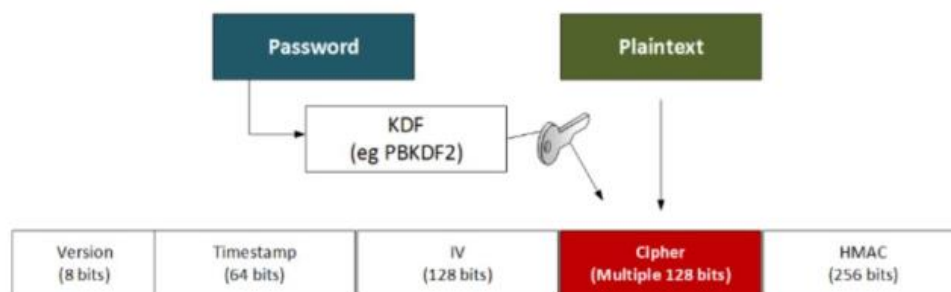 Password
Plaintext
KDF
(eg PBKDF2)
Version
(8 bits)
Timestamp
(64 bits)
IV
(128 bits)
Cipher
(Multiple 128 bits)
HMAC
(256 bits)